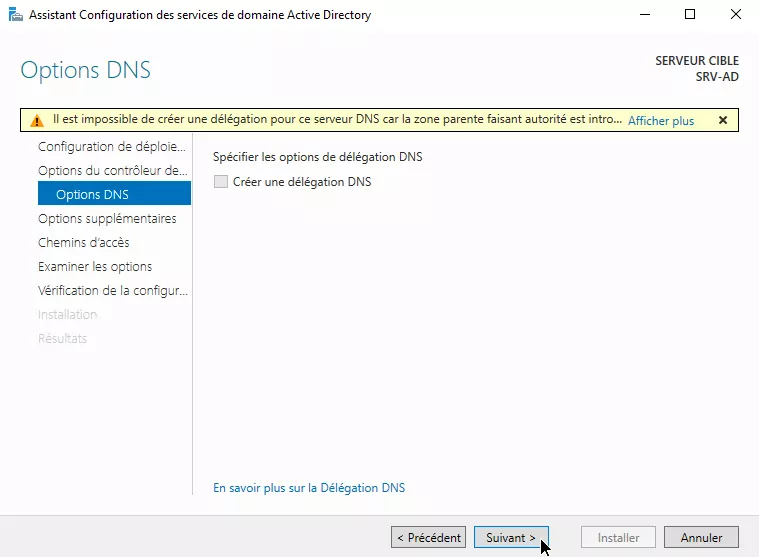 Assistant Configuration des services de domaine Active Directory
Options DNS
SERVEUR CIBLE
SRV-AD
Il est impossible de créer une délégation pour ce serveur DNS car la zone parente faisant autorité est intro... Afficher plus
Configuration de déploie...
Options du contrôleur de...
Options DNS
Options supplémentaires
Chemins d'accès
Examiner les options
Vérification de la configur...
Installation
Résultats
Spécifier les options de délégation DNS
Créer une délégation DNS
En savoir plus sur la Délégation DNS
< Précédent
Suivant >
Installer
Annuler